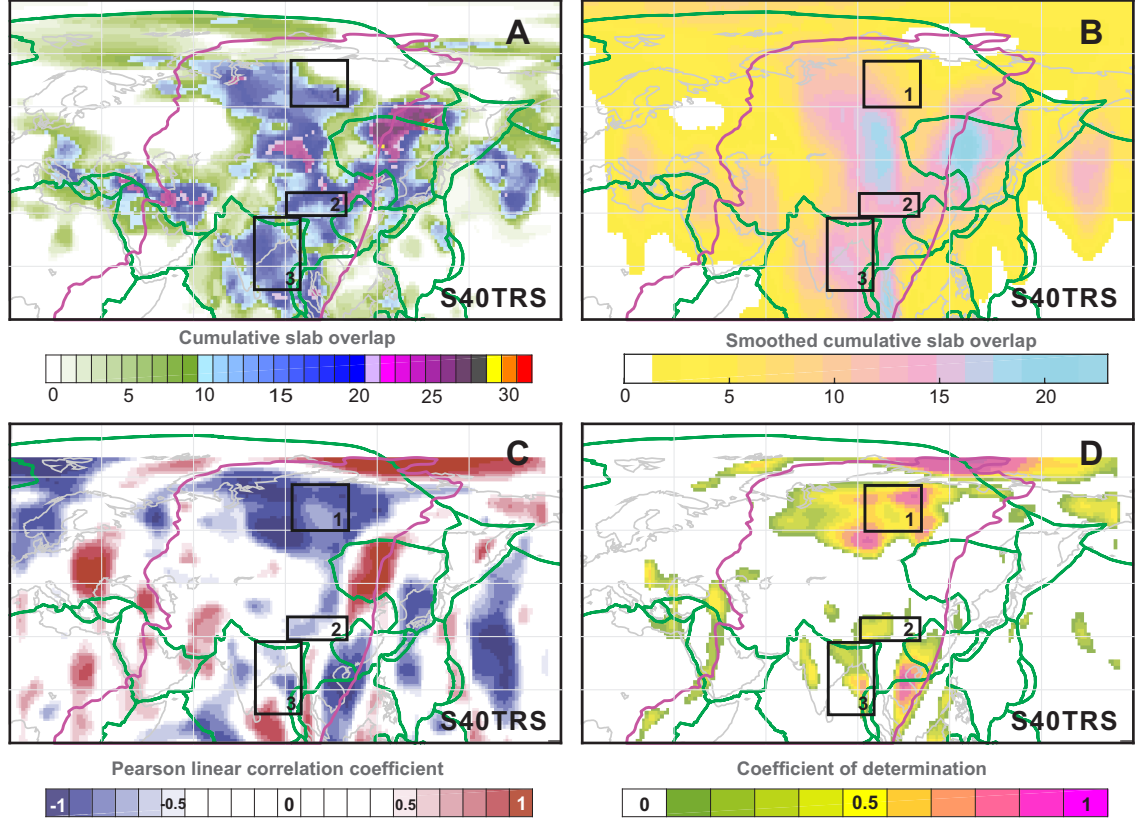 A
B
1
1
2
2
3
3
S40TRS
S40TRS
Cumulative slab overlap
Smoothed cumulative slab overlap
0 5 10 15 20 25 30
0 5 10 15 20
C
D
1
1
2
2
3
3
S40TRS
S40TRS
Pearson linear correlation coefficient
Coefficient of determination
-1 -0.5 0 0.5 1
0 0.5 1